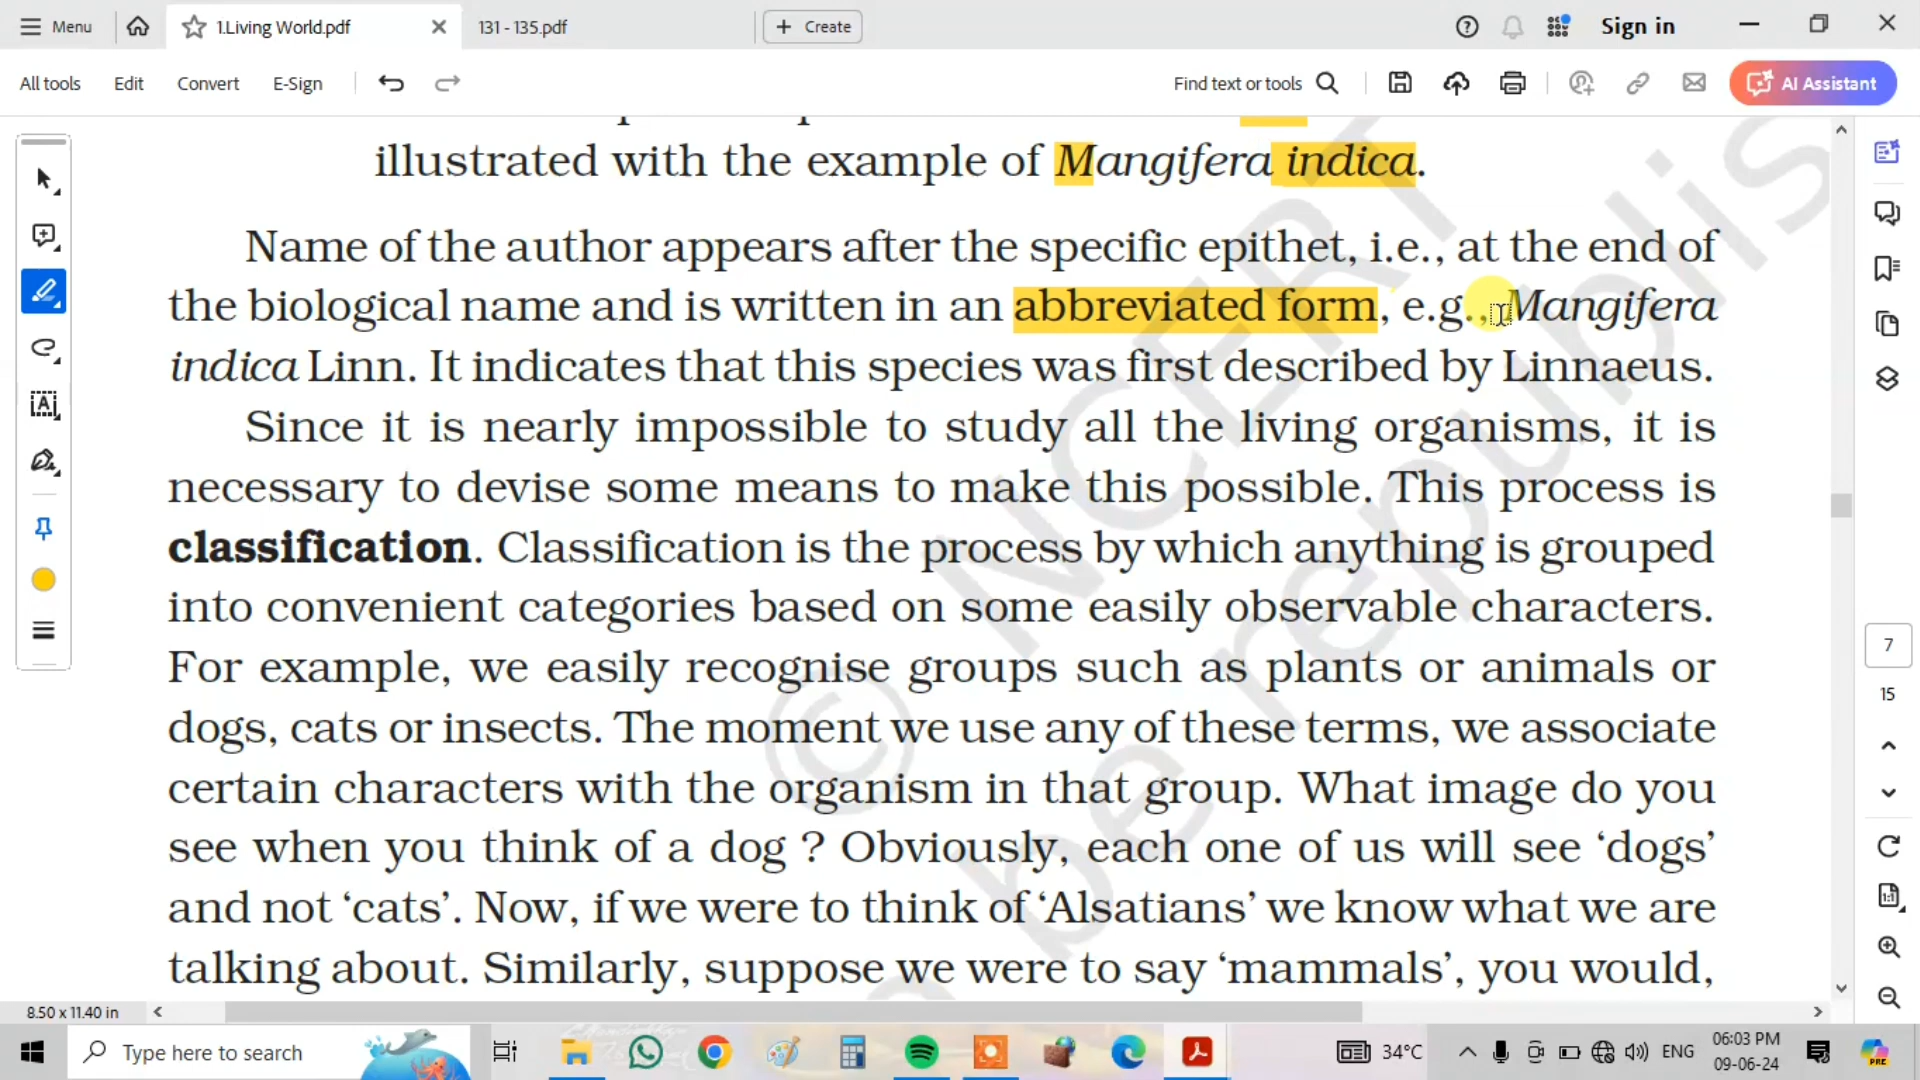 Menu
1.Living World.pdf
131 - 135.pdf
Create
Sign in
All tools
Edit
Convert
E-Sign
Find text or tools
AI Assistant
illustrated with the example of Mangifera indica.
Name of the author appears after the specific epithet, i.e., at the end of
the biological name and is written in an abbreviated form, e.g., Mangifera
indica Linn. It indicates that this species was first described by Linnaeus.
Since it is nearly impossible to study all the living organisms, it is
necessary to devise some means to make this possible. This process is
classification. Classification is the process by which anything is grouped
into convenient categories based on some easily observable characters.
For example, we easily recognise groups such as plants or animals or
dogs, cats or insects. The moment we use any of these terms, we associate
certain characters with the organism in that group. What image do you
see when you think of a dog ? Obviously, each one of us will see ‘dogs’
and not ‘cats’. Now, if we were to think of ‘Alsatians’ we know what we are
talking about. Similarly, suppose we were to say ‘mammals’, you would,
© NCERT
be republis
7
15
8.50 x 11.40 in
Type here to search
34°C
ENG
06:03 PM
09-06-24
PRE